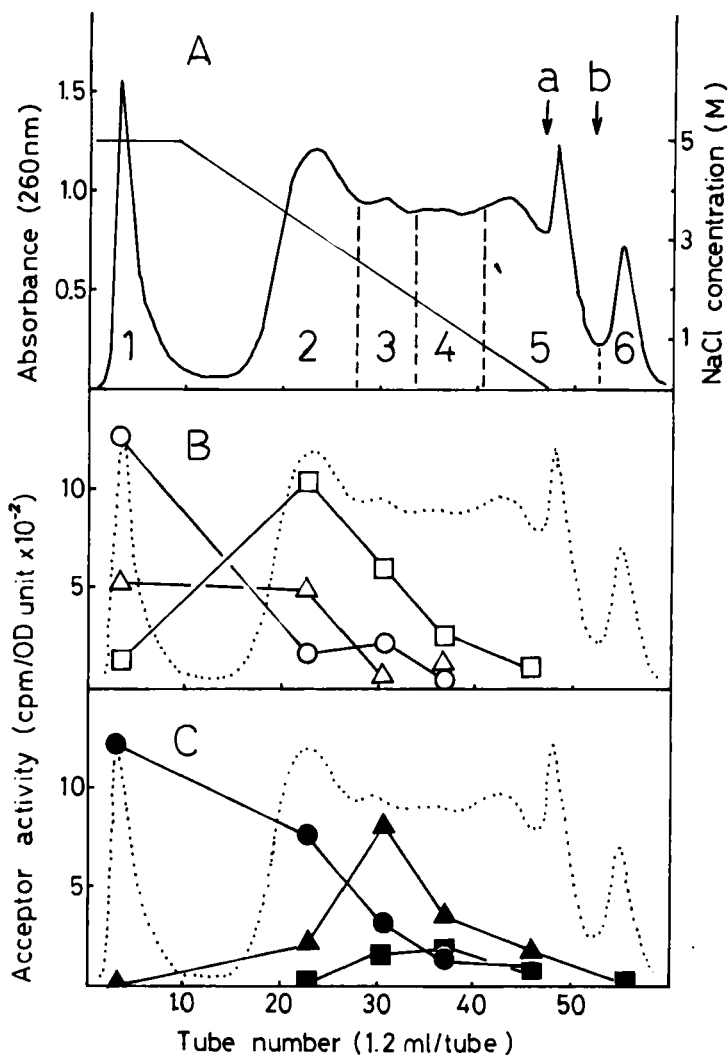 A
a
b
Absorbance (260nm)
1.5
1.0
0.5
NaCl concentration (M)
5
3
1
1
2
3
4
5
6
B
10
5
C
10
5
Acceptor activity (cpm/OD unit x10⁻²)
10 20 30 40 50
Tube number (1.2 ml/tube)